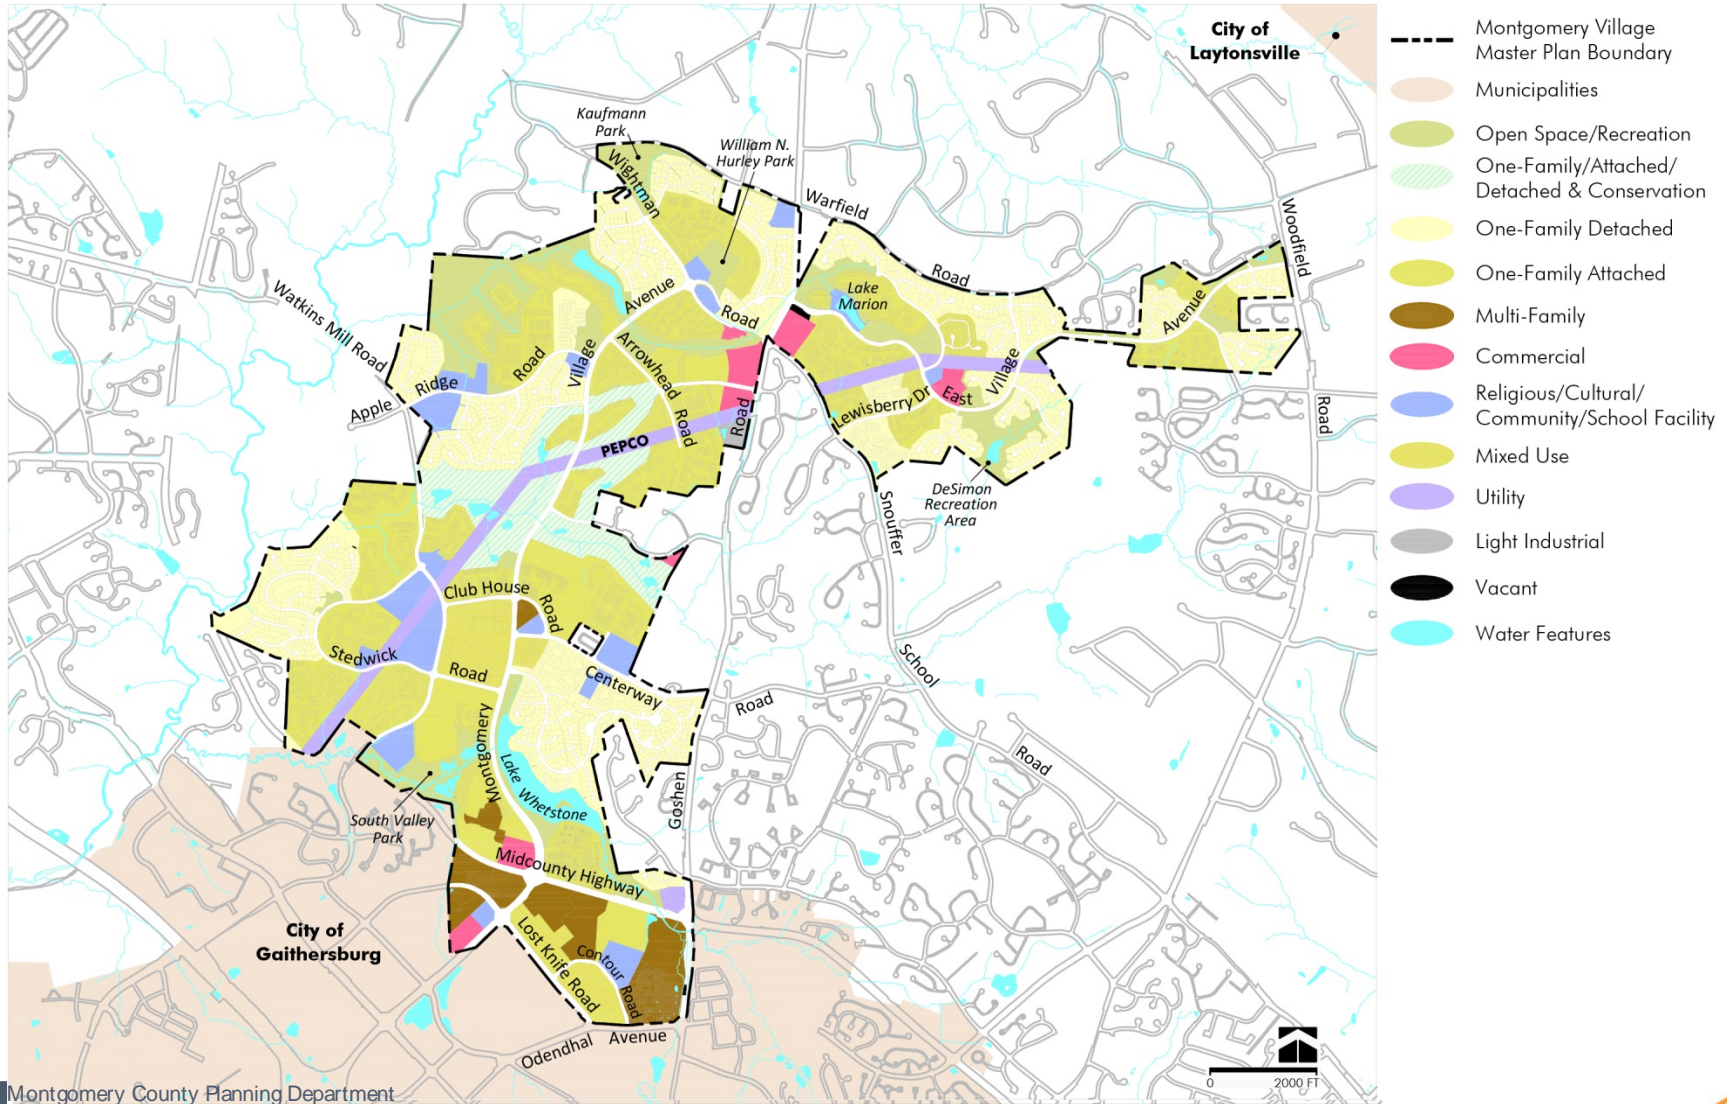 City of
Laytonsville
Kaufmann
Park
William N.
Hurley Park
Wightman
Warfield
Road
Woodfield
Road
Lake
Marion
Avenue
Avenue
Road
Watkins Mill Road
Arrowhead
Road
Village
Road
Village
East
Lewisberry Dr
Apple
Ridge
Road
Road
PEPCO
DeSimon
Recreation
Area
Snouffer
School
Road
Club House
Road
Stedwick
Road
Centerway
Road
Montgomery
Lake
Whetstone
Goshen
South Valley
Park
Midcounty Highway
City of
Gaithersburg
Lost Knife Road
Contour
Road
Odendhal
Avenue
0 2000 FT
Montgomery County Planning Department
Montgomery Village
Master Plan Boundary
Municipalities
Open Space/Recreation
One-Family/Attached/
Detached & Conservation
One-Family Detached
One-Family Attached
Multi-Family
Commercial
Religious/Cultural/
Community/School Facility
Mixed Use
Utility
Light Industrial
Vacant
Water Features